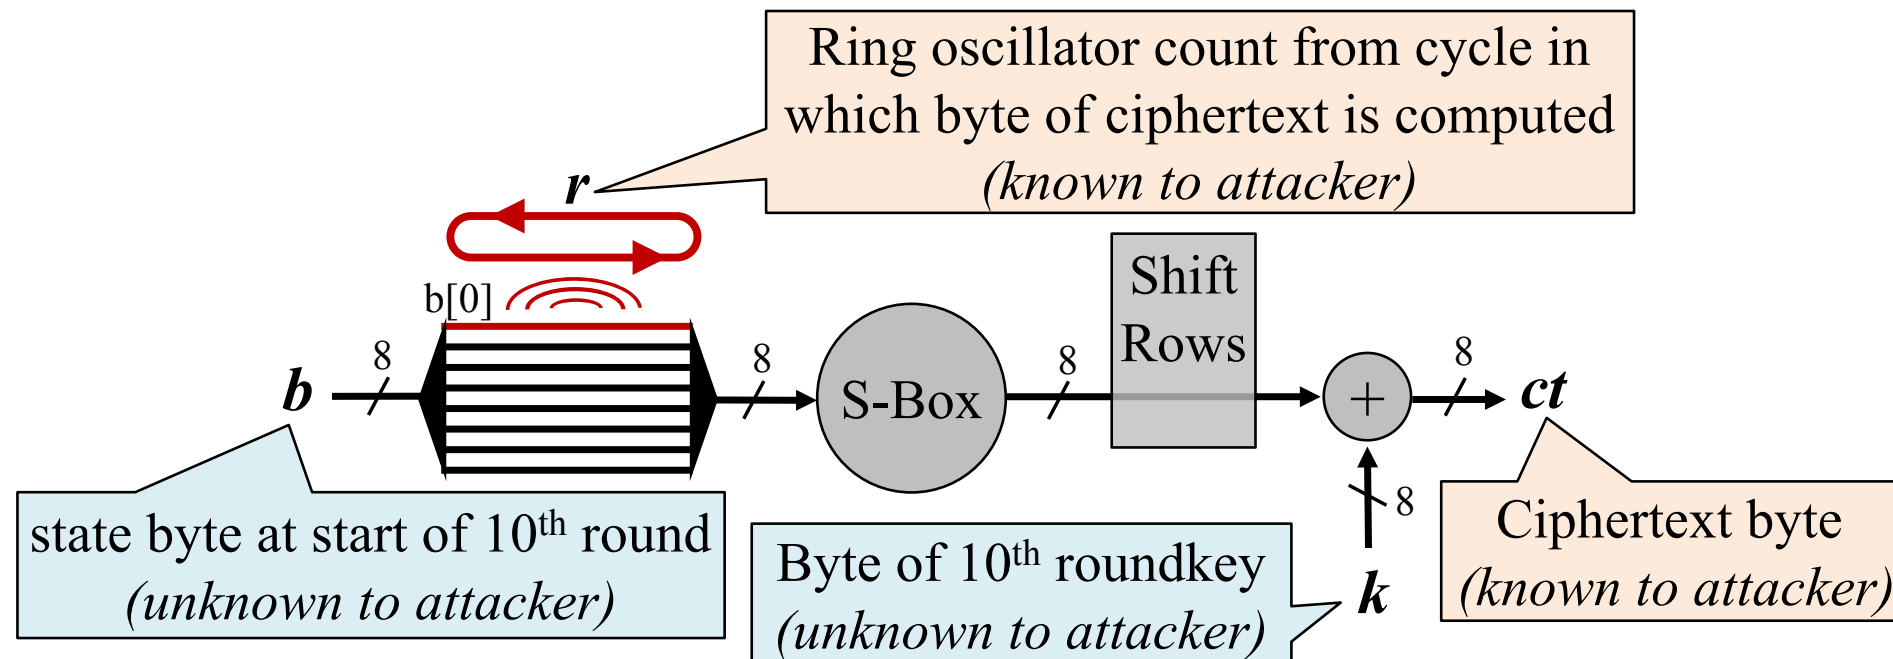 Ring oscillator count from cycle in
which byte of ciphertext is computed
(known to attacker)
r
b[0]
Shift
Rows
8
8
8
8
b
S-Box
+
ct
8
state byte at start of 10th round
(unknown to attacker)
Byte of 10th roundkey
(unknown to attacker)
k
Ciphertext byte
(known to attacker)